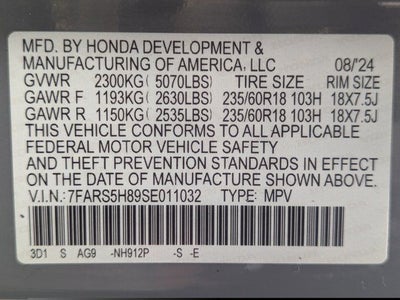 MFD. BY HONDA DEVELOPMENT &
MANUFACTURING OF AMERICA, LLC 08/'24
GVWR 2300KG ( 5070LBS) TIRE SIZE RIM SIZE
GAWR F 1193KG ( 2630LBS) 235/60R18 103H 18X7.5J
GAWR R 1150KG ( 2535LBS) 235/60R18 103H 18X7.5J
THIS VEHICLE CONFORMS TO ALL APPLICABLE
FEDERAL MOTOR VEHICLE SAFETY
AND THEFT PREVENTION STANDARDS IN EFFECT
ON THE DATE OF MANUFACTURE SHOWN ABOVE.
V.I.N.:7FARS5H89SE011032 TYPE: MPV
3D1 S AG9 -NH912P -S -E